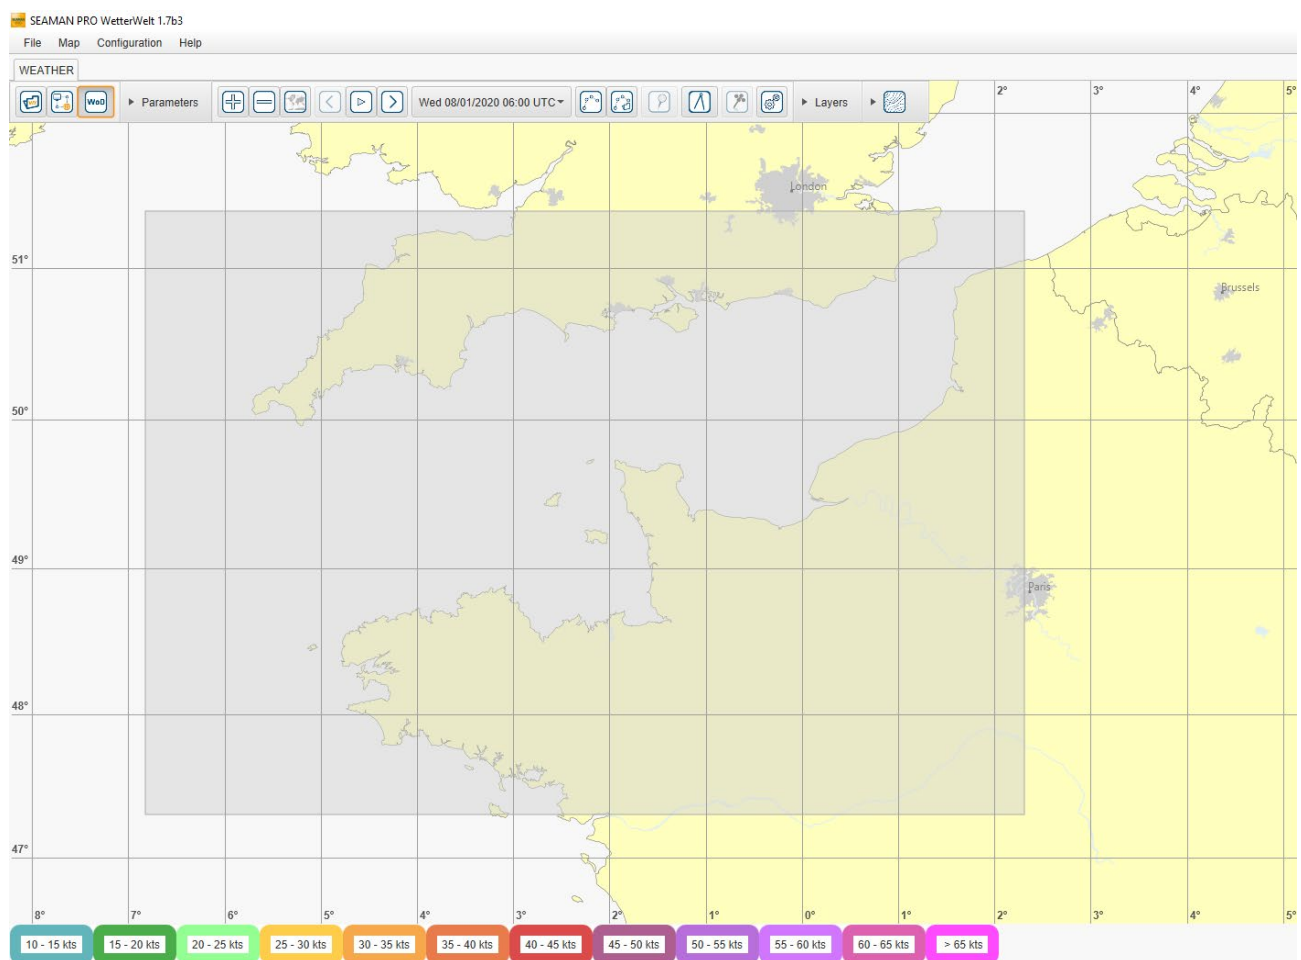 SEAMAN PRO WetterWelt 1.7b3
File Map Configuration Help
WEATHER
WoD Parameters Wed 08/01/2020 06:00 UTC Layers
2° 3° 4° 5°
London
51°
Brussels
50°
49°
Paris
48°
47°
8° 7° 6° 5° 4° 3° 2° 1° 0° 1° 2° 3° 4° 5°
10 - 15 kts 15 - 20 kts 20 - 25 kts 25 - 30 kts 30 - 35 kts 35 - 40 kts 40 - 45 kts 45 - 50 kts 50 - 55 kts 55 - 60 kts 60 - 65 kts > 65 kts